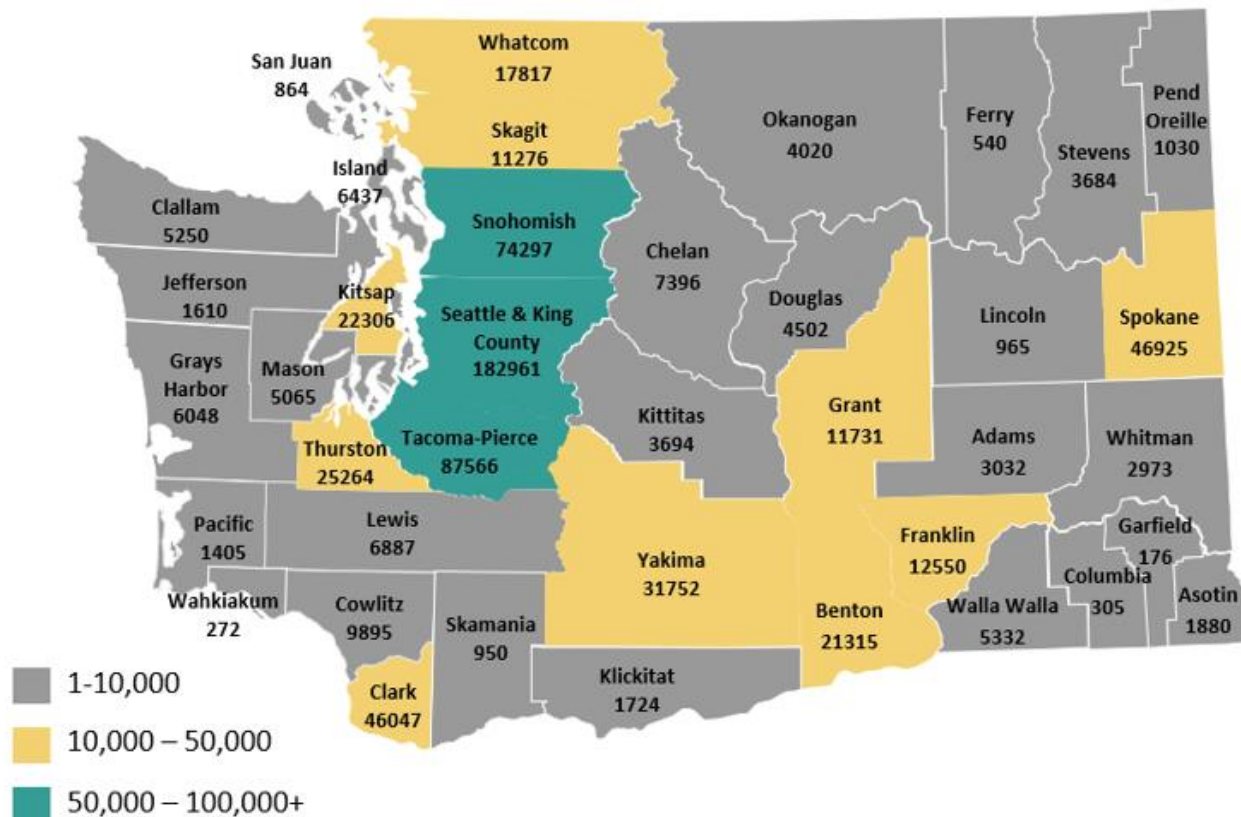 Whatcom
17817
San Juan
864
Skagit
11276
Island
6437
Okanogan
4020
Ferry
540
Stevens
3684
Pend
Oreille
1030
Clallam
5250
Snohomish
74297
Chelan
7396
Jefferson
1610
Kitsap
22306
Seattle & King
County
182961
Douglas
4502
Lincoln
965
Spokane
46925
Grays
Harbor
6048
Mason
5065
Kittitas
3694
Grant
11731
Adams
3032
Whitman
2973
Thurston
25264
Tacoma-Pierce
87566
Pacific
1405
Lewis
6887
Yakima
31752
Franklin
12550
Garfield
176
Columbia
305
Asotin
1880
Wahkiakum
272
Cowlitz
9895
Skamania
950
Benton
21315
Walla Walla
5332
Clark
46047
Klickitat
1724
1-10,000
10,000 – 50,000
50,000 – 100,000+